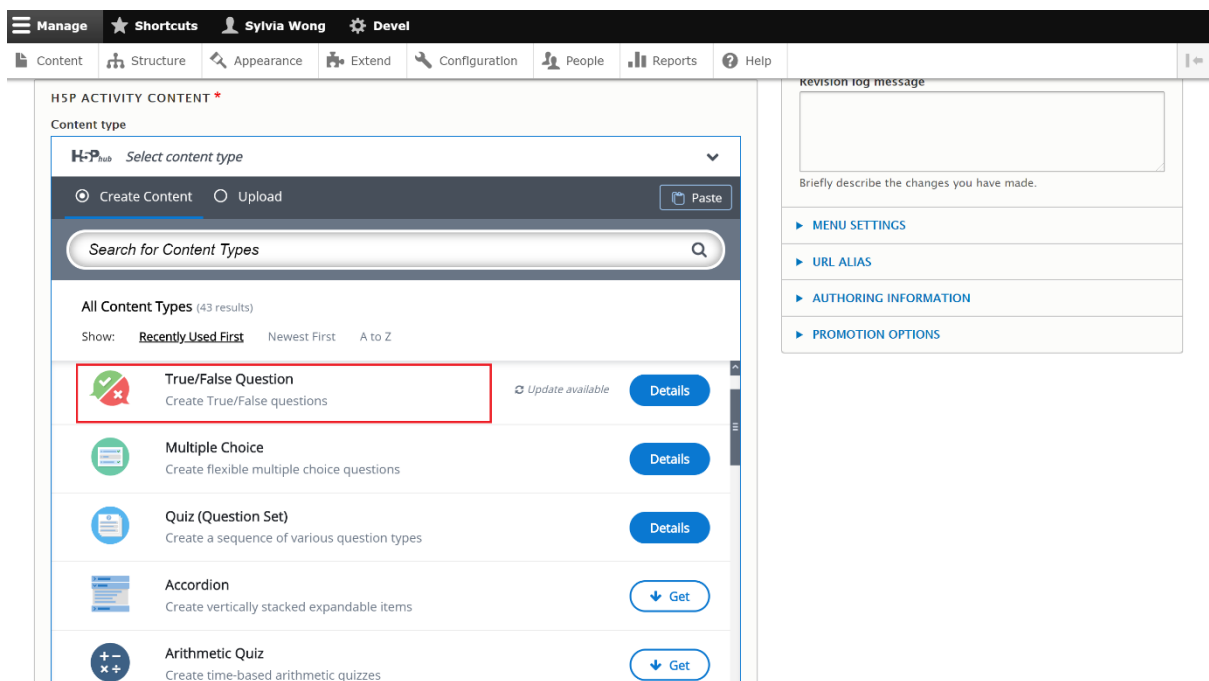 Manage Shortcuts Sylvia Wong Devel
Content Structure Appearance Extend Configuration People Reports Help
H5P ACTIVITY CONTENT *
Content type
H5P hub Select content type
Create Content Upload Paste
Search for Content Types
All Content Types (43 results)
Show: Recently Used First Newest First A to Z
True/False Question
Create True/False questions
Update available Details
Multiple Choice
Create flexible multiple choice questions
Details
Quiz (Question Set)
Create a sequence of various question types
Details
Accordion
Create vertically stacked expandable items
Get
Arithmetic Quiz
Create time-based arithmetic quizzes
Get
Revision log message
Briefly describe the changes you have made.
MENU SETTINGS
URL ALIAS
AUTHORING INFORMATION
PROMOTION OPTIONS